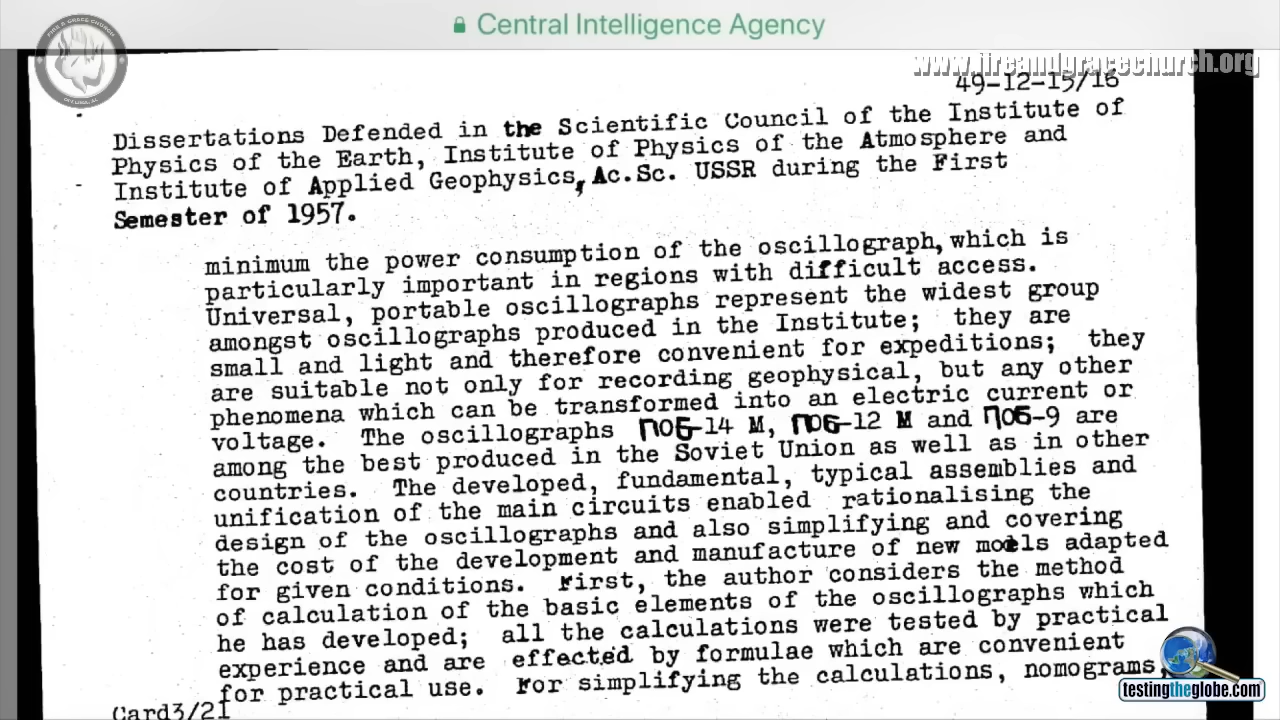 Central Intelligence Agency
www.fireandgracechurch.org
49-12-15/16
Dissertations Defended in the Scientific Council of the Institute of
Physics of the Earth, Institute of Physics of the Atmosphere and
Institute of Applied Geophysics, Ac.Sc. USSR during the First
Semester of 1957.
minimum the power consumption of the oscillograph, which is
particularly important in regions with difficult access.
Universal, portable oscillographs represent the widest group
amongst oscillographs produced in the Institute; they are
small and light and therefore convenient for expeditions; they
are suitable not only for recording geophysical, but any other
phenomena which can be transformed into an electric current or
voltage. The oscillographs ПОБ-14 М, ПОБ-12 М and ПОБ-9 are
among the best produced in the Soviet Union as well as in other
countries. The developed, fundamental, typical assemblies and
unification of the main circuits enabled rationalising the
design of the oscillographs and also simplifying and covering
the cost of the development and manufacture of new models adapted
for given conditions. First, the author considers the method
of calculation of the basic elements of the oscillographs which
he has developed; all the calculations were tested by practical
experience and are effected by formulae which are convenient
for practical use. For simplifying the calculations, nomograms,
Card3/21
testingtheglobe.com